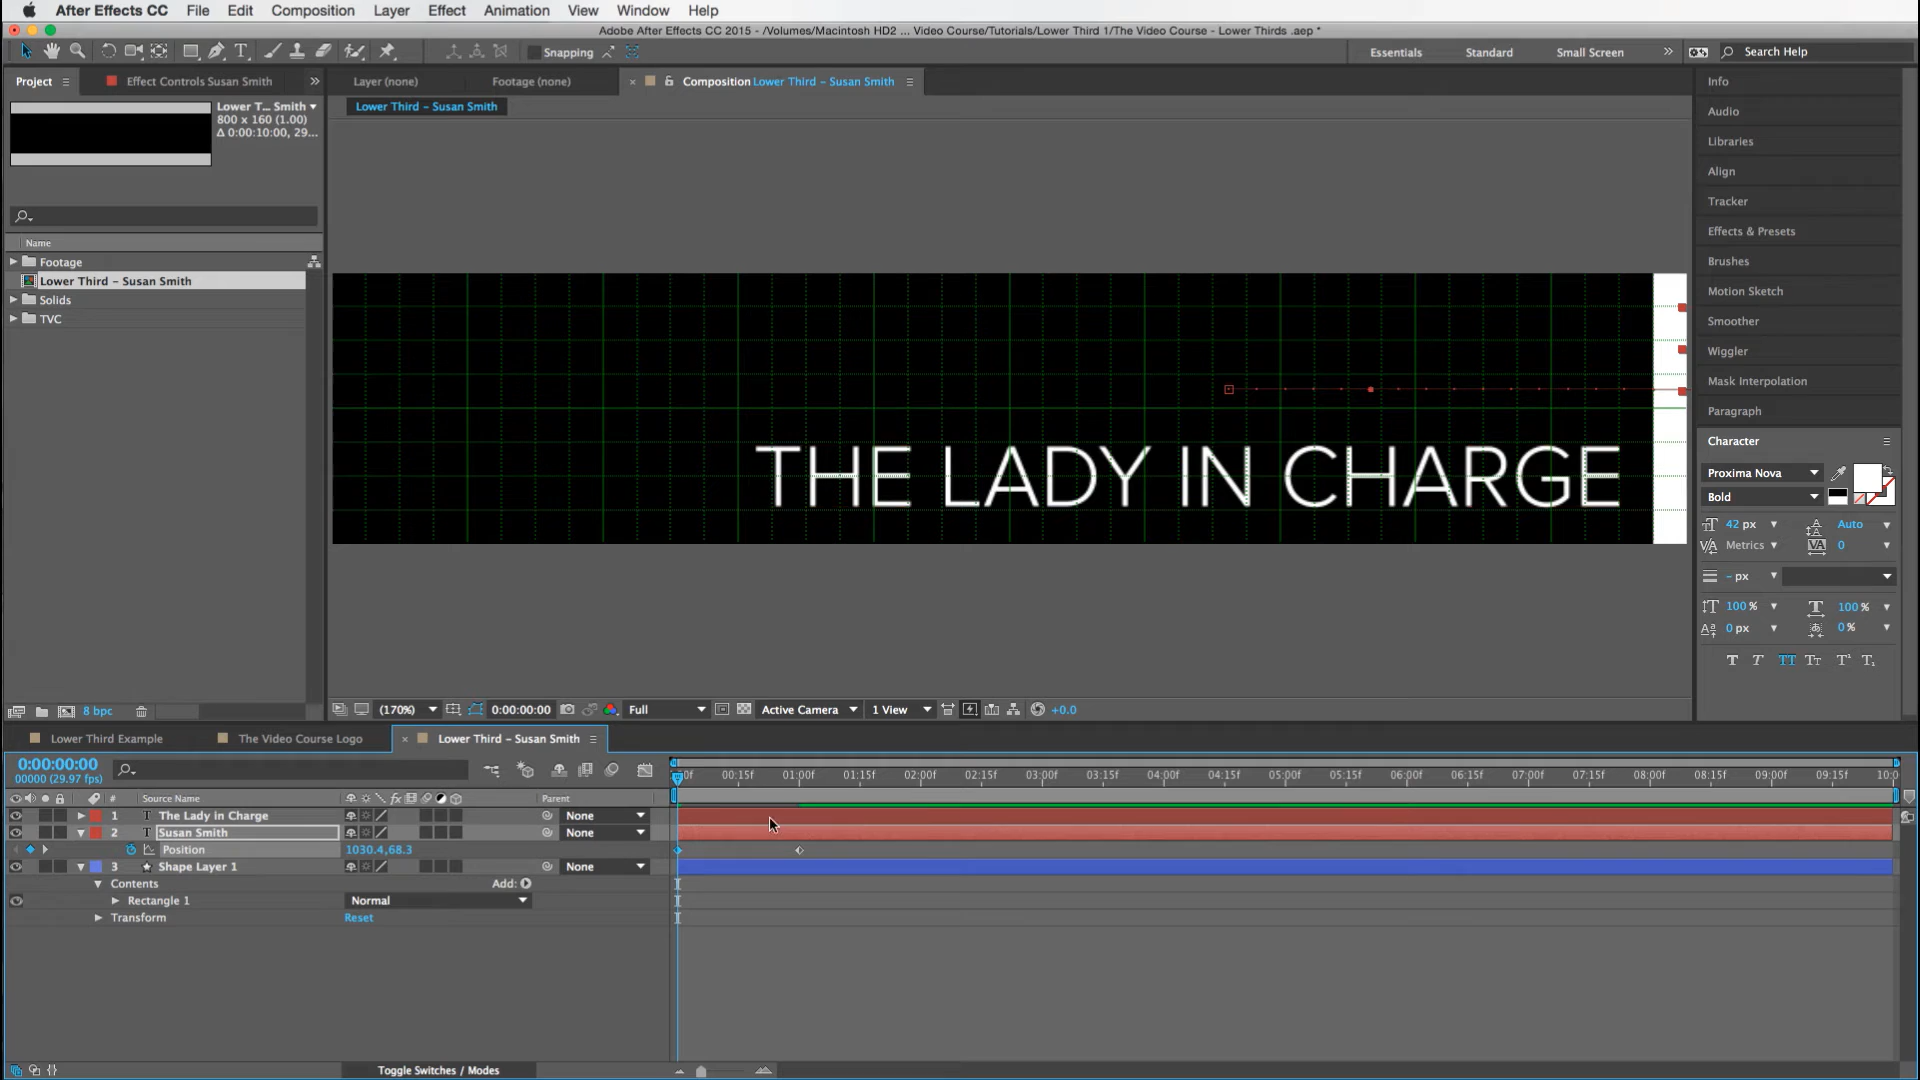 After Effects CC File Edit Composition Layer Effect Animation View Window Help
Adobe After Effects CC 2015 - /Volumes/Macintosh HD2 ... Video Course/Tutorials/Lower Third 1/The Video Course - Lower Thirds .aep *
Snapping Essentials Standard Small Screen Search Help
Project Effect Controls Susan Smith Layer (none) Footage (none) Composition Lower Third – Susan Smith
Lower Third – Susan Smith
Lower T... Smith
800 x 160 (1.00)
Δ 0:00:10:00, 29...
Name
Footage
Lower Third – Susan Smith
Solids
TVC
8 bpc
THE LADY IN CHARGE
(170%) 0:00:00:00 Full Active Camera 1 View +0.0
Info
Audio
Libraries
Align
Tracker
Effects & Presets
Brushes
Motion Sketch
Smoother
Wiggler
Mask Interpolation
Paragraph
Character
Proxima Nova
Bold
42 px Auto
Metrics 0
- px
100 % 100 %
0 px 0 %
T T TT Tт T¹ T₁
Lower Third Example The Video Course Logo Lower Third – Susan Smith
0:00:00:00
00000 (29.97 fps)
00:15f 01:00f 01:15f 02:00f 02:15f 03:00f 03:15f 04:00f 04:15f 05:00f 05:15f 06:00f 06:15f 07:00f 07:15f 08:00f 08:15f 09:00f 09:15f 10:0
# Source Name Parent
1 T The Lady in Charge None
2 T Susan Smith None
Position 1030.4,68.3
3 Shape Layer 1 None
Contents Add:
Rectangle 1 Normal
Transform Reset
Toggle Switches / Modes